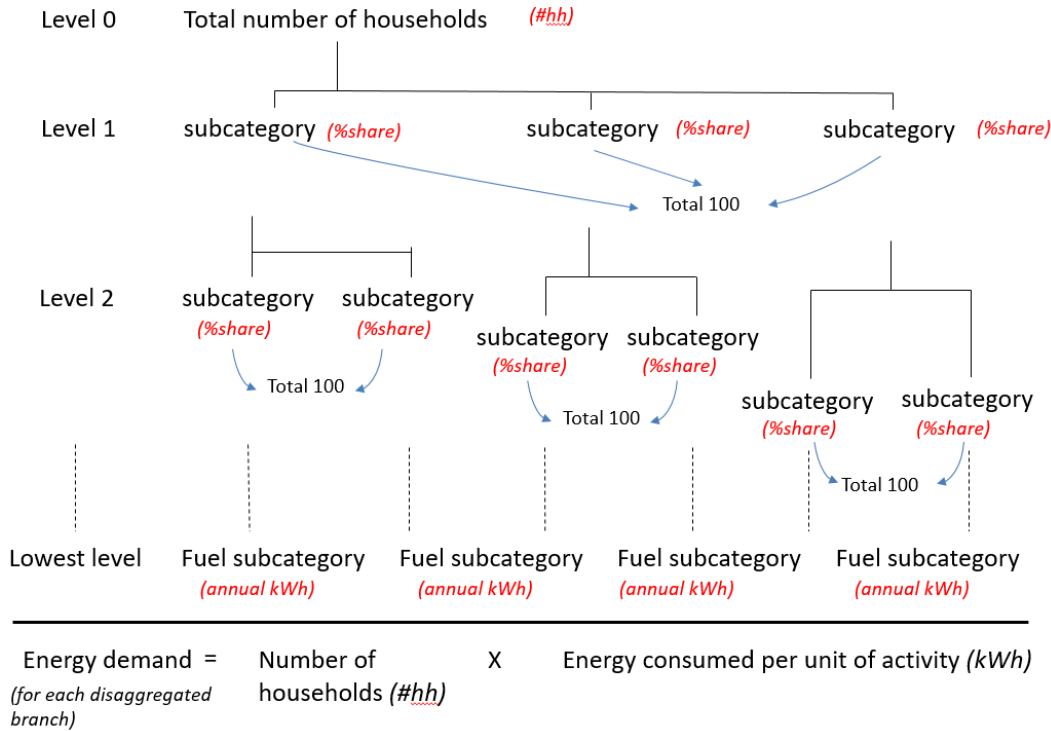 Level 0 Total number of households (#hh)
Level 1 subcategory (%share) subcategory (%share) subcategory (%share)
Total 100
Level 2 subcategory subcategory
(%share) (%share)
subcategory subcategory
(%share) (%share)
Total 100
subcategory subcategory
(%share) (%share)
Total 100
Total 100
Lowest level Fuel subcategory Fuel subcategory Fuel subcategory Fuel subcategory
(annual kWh) (annual kWh) (annual kWh) (annual kWh)
Energy demand = Number of X Energy consumed per unit of activity (kWh)
(for each disaggregated households (#hh)
branch)